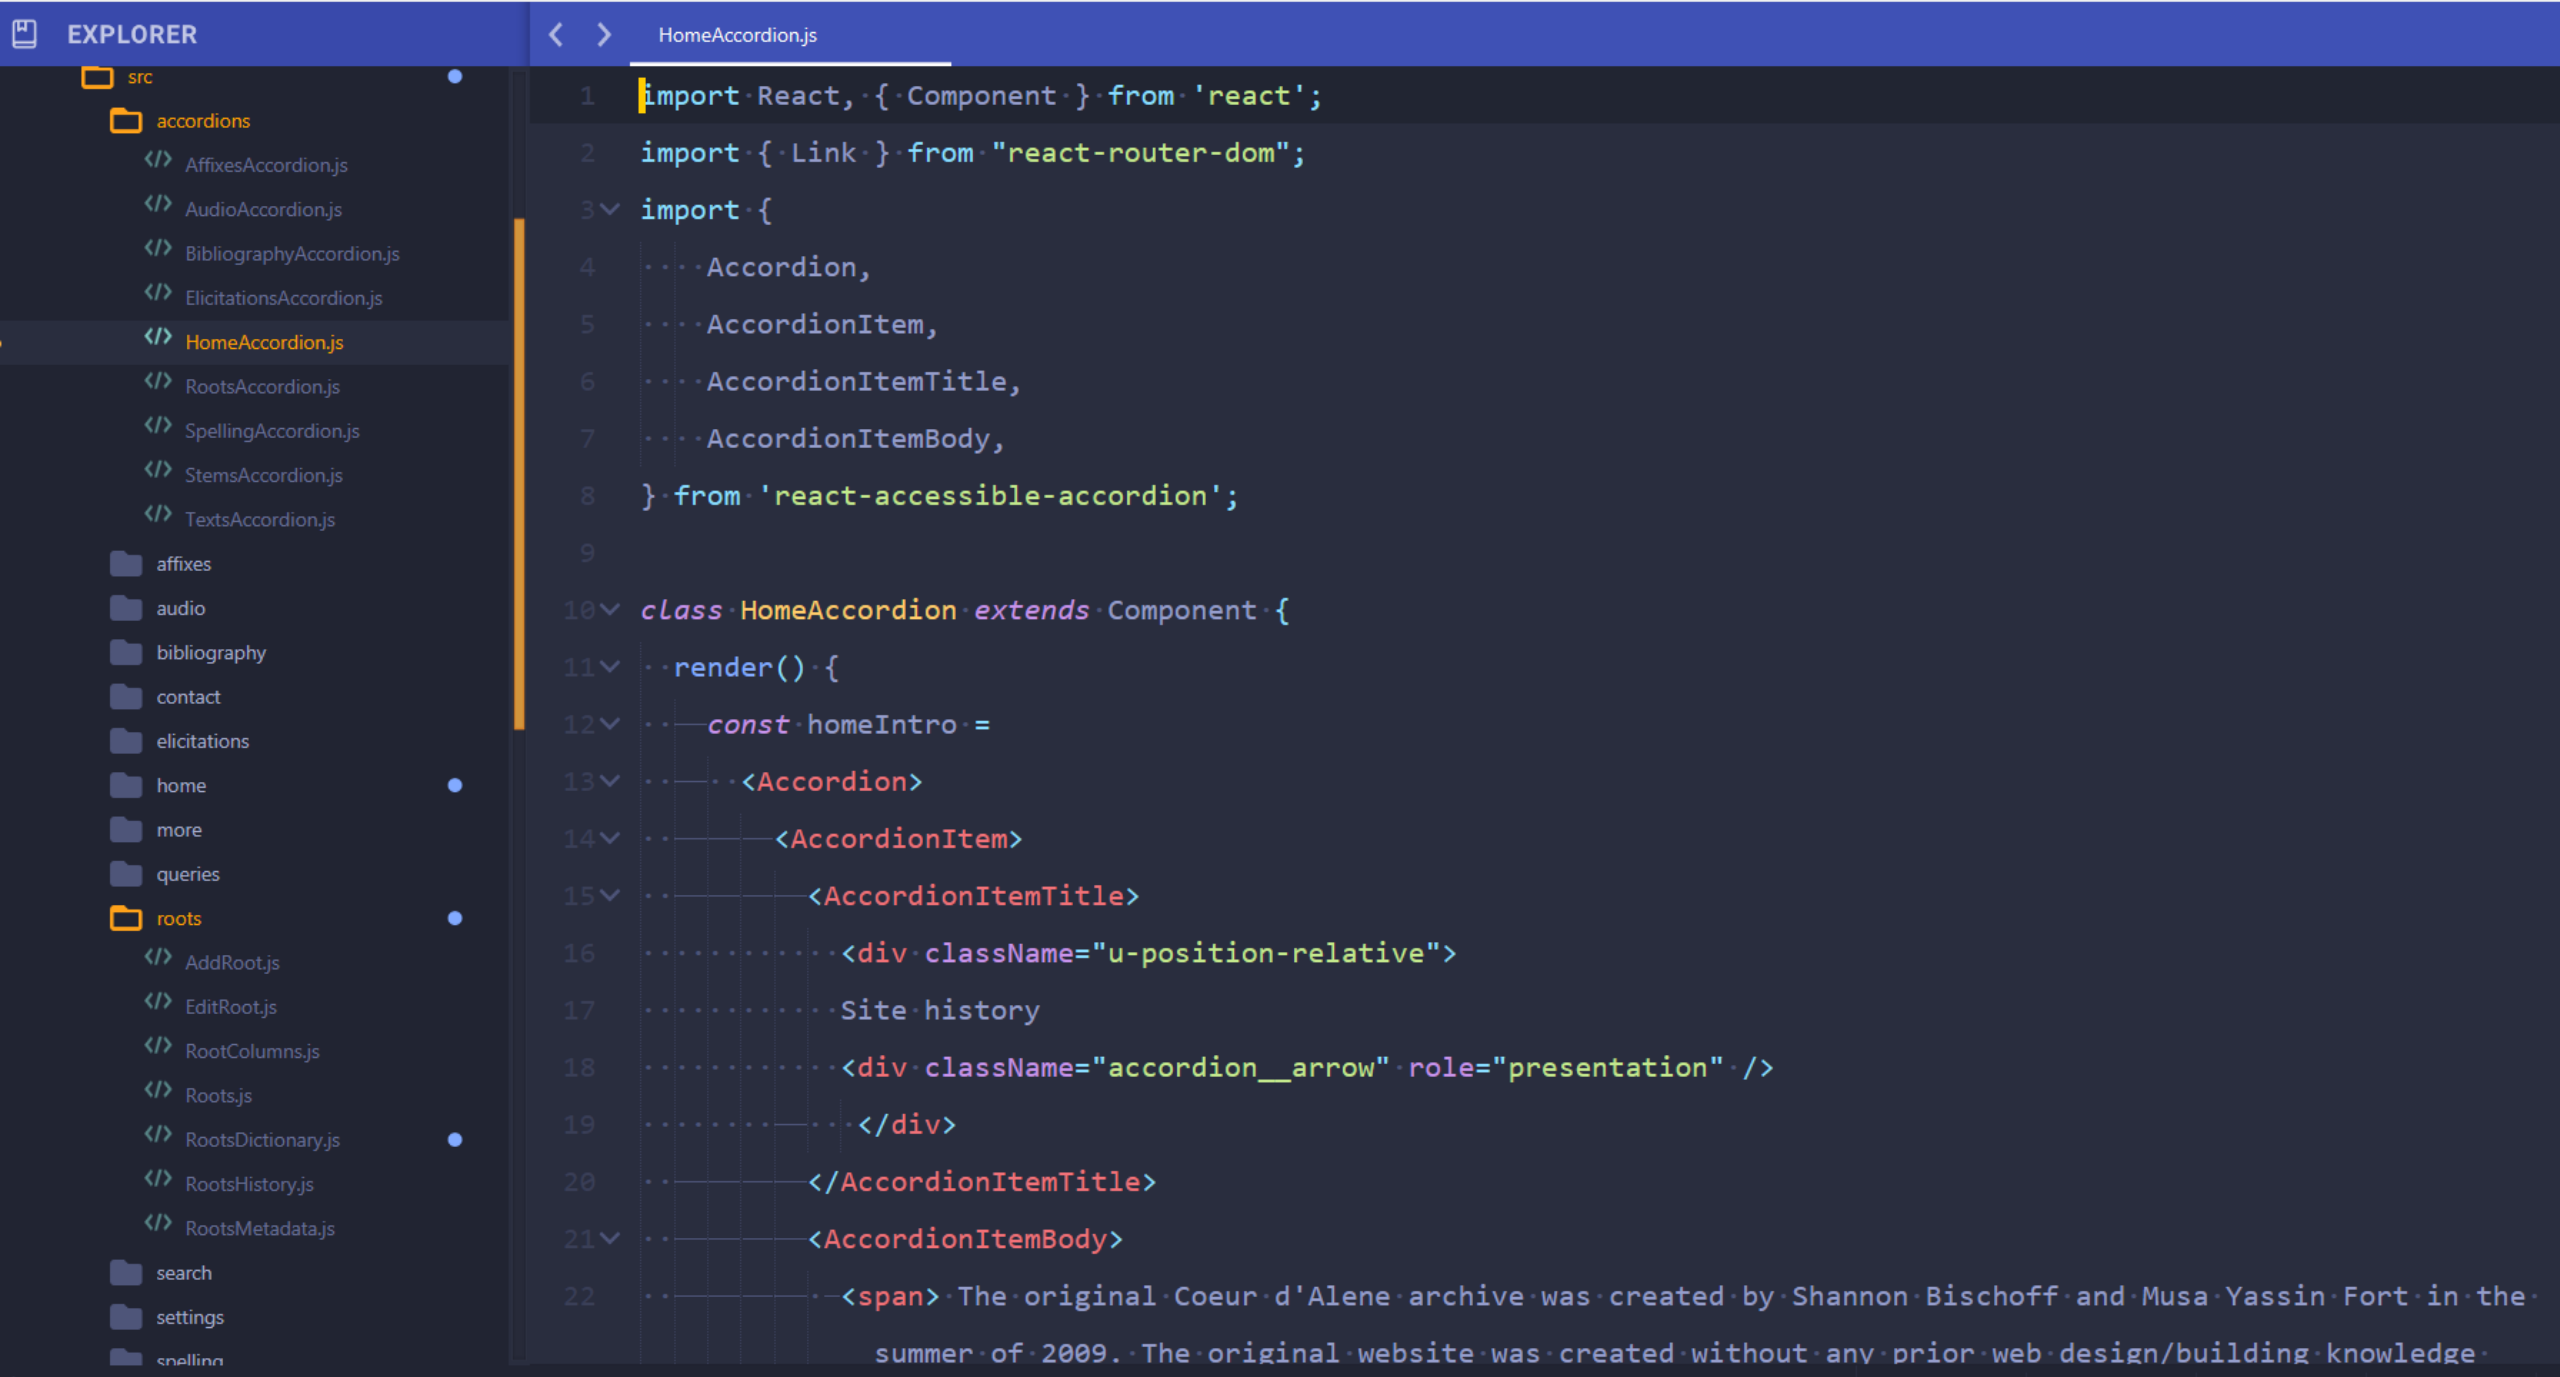 EXPLORER
src
accordions
</> AffixesAccordion.js
</> AudioAccordion.js
</> BibliographyAccordion.js
</> ElicitationsAccordion.js
</> HomeAccordion.js
</> RootsAccordion.js
</> SpellingAccordion.js
</> StemsAccordion.js
</> TextsAccordion.js
affixes
audio
bibliography
contact
elicitations
home
more
queries
roots
</> AddRoot.js
</> EditRoot.js
</> RootColumns.js
</> Roots.js
</> RootsDictionary.js
</> RootsHistory.js
</> RootsMetadata.js
search
settings
spelling
HomeAccordion.js
1 import React, { Component } from 'react';
2 import { Link } from "react-router-dom";
3 import {
4 Accordion,
5 AccordionItem,
6 AccordionItemTitle,
7 AccordionItemBody,
8 } from 'react-accessible-accordion';
9
10 class HomeAccordion extends Component {
11 render() {
12 const homeIntro =
13 <Accordion>
14 <AccordionItem>
15 <AccordionItemTitle>
16 <div className="u-position-relative">
17 Site history
18 <div className="accordion__arrow" role="presentation" />
19 </div>
20 </AccordionItemTitle>
21 <AccordionItemBody>
22 <span> The original Coeur d'Alene archive was created by Shannon Bischoff and Musa Yassin Fort in the
summer of 2009. The original website was created without any prior web design/building knowledge